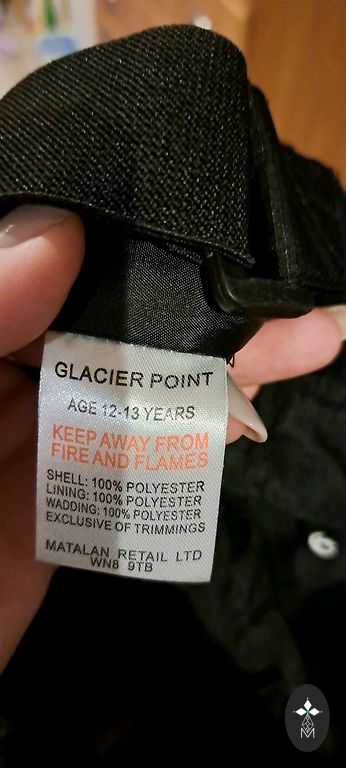 GLACIER POINT
AGE 12-13 YEARS
KEEP AWAY FROM
FIRE AND FLAMES
SHELL: 100% POLYESTER
LINING: 100% POLYESTER
WADDING: 100% POLYESTER
EXCLUSIVE OF TRIMMINGS
MATALAN RETAIL LTD
WN8 9TB
M